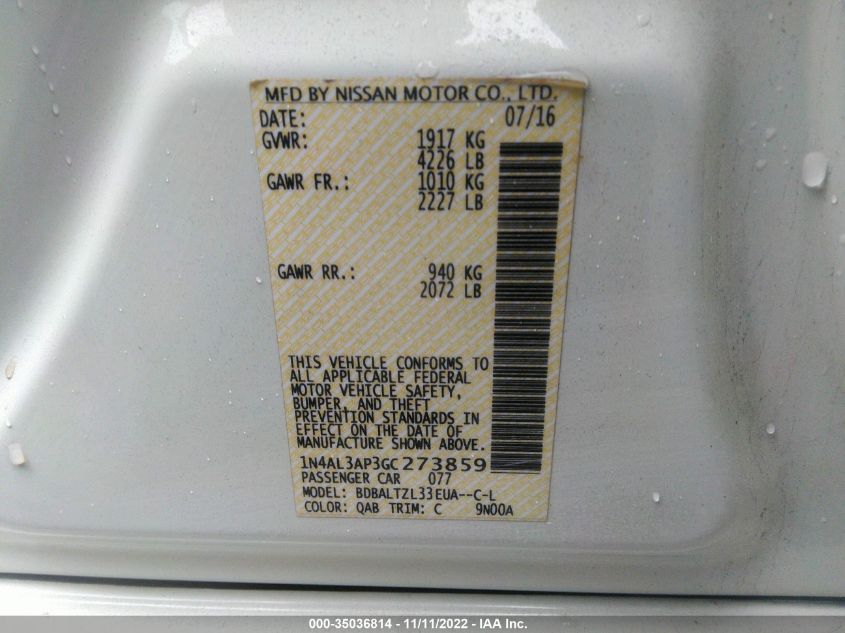 MFD BY NISSAN MOTOR CO., LTD.
DATE: 07/16
GVWR: 1917 KG
4226 LB
GAWR FR.: 1010 KG
2227 LB
GAWR RR.: 940 KG
2072 LB
THIS VEHICLE CONFORMS TO
ALL APPLICABLE FEDERAL
MOTOR VEHICLE SAFETY,
BUMPER, AND THEFT
PREVENTION STANDARDS IN
EFFECT ON THE DATE OF
MANUFACTURE SHOWN ABOVE.
1N4AL3AP3GC273859
PASSENGER CAR 077
MODEL: BDBALTZL33EUA--C-L
COLOR: QAB TRIM: C 9N00A
000-35036814 - 11/11/2022 - IAA Inc.